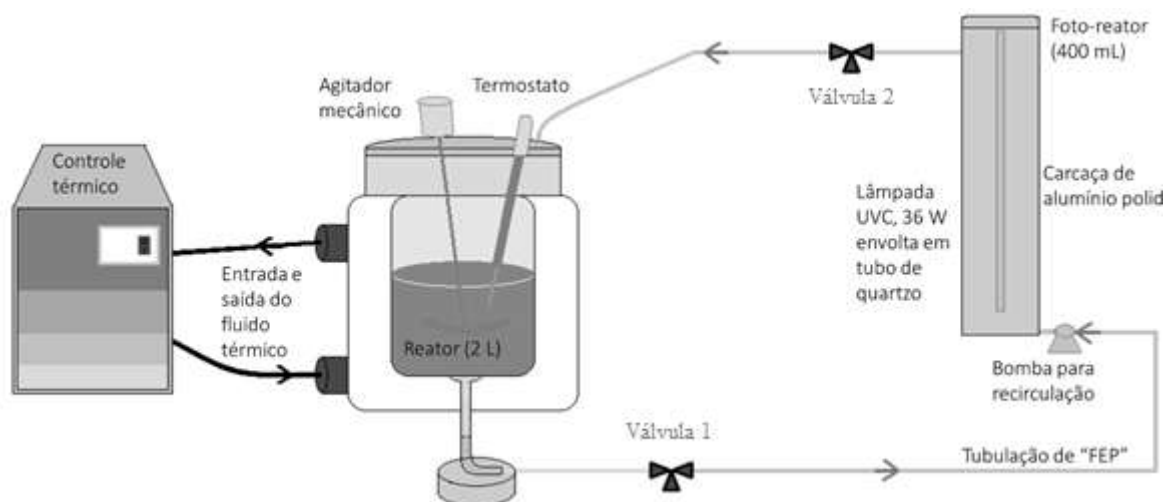 Foto-reator
(400 mL)
Agitador
mecânico
Termostato
Válvula 2
Controle
térmico
Lâmpada
UVC, 36 W
envolta em
tubo de
quartzo
Carcaça de
alumínio polid
Entrada e
saída do
fluido
térmico
Reator (2 L)
Bomba para
recirculação
Válvula 1
Tubulação de "FEP"